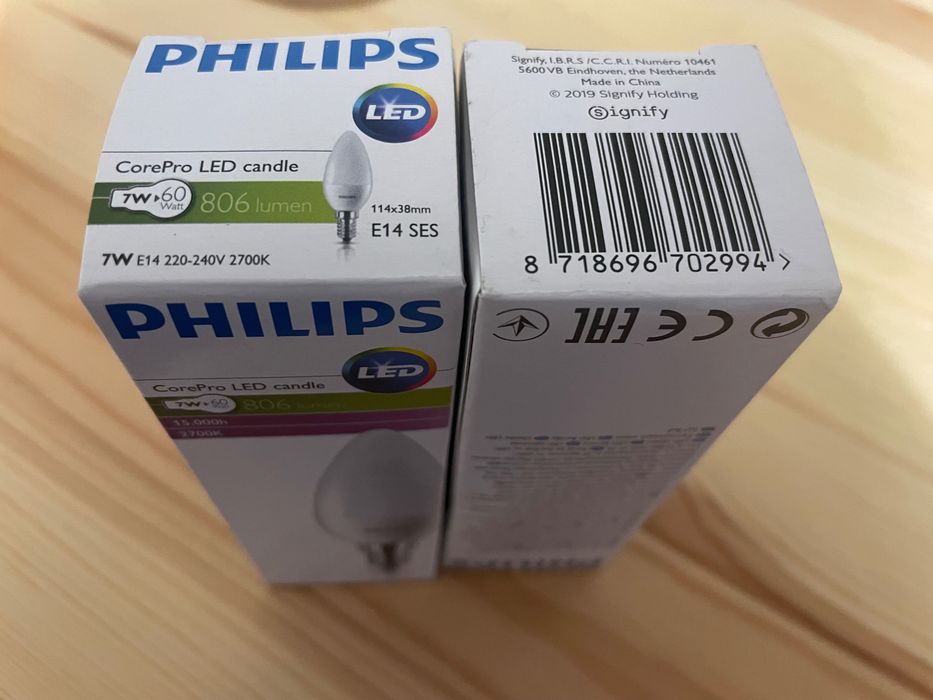 PHILIPS
LED
CorePro LED candle
7W 60
Watt
806 lumen
PHILIPS
114x38mm
E14 SES
7W E14 220-240V 2700K
PHILIPS
LED
CorePro LED candle
7W 60
806 lumen
15.000h
2700K
Signify, I.B.R.S /C.C.R.I. Numéro 10461
5600 VB Eindhoven, the Netherlands
Made in China
© 2019 Signify Holding
Signify
8 718696 702994 >
EAC
CE